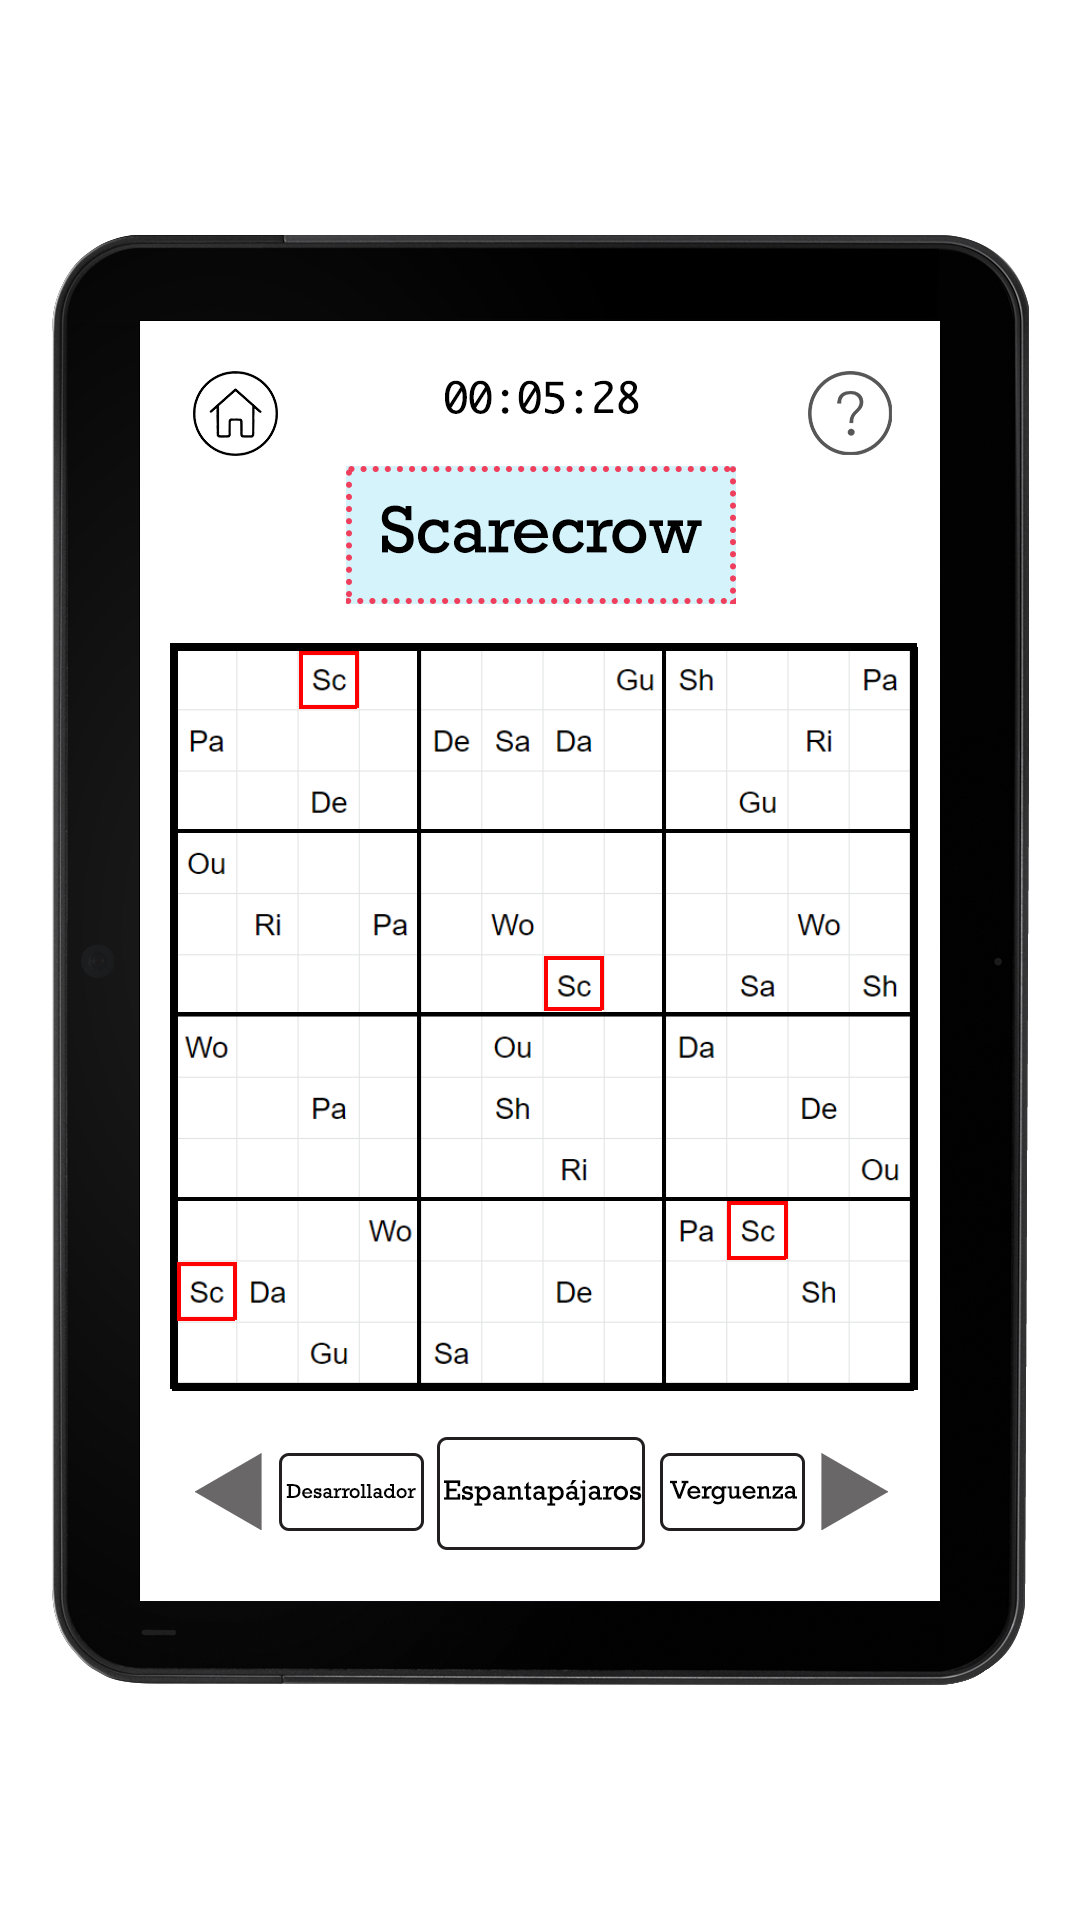 00:05:28
?
Scarecrow
Sc Gu Sh Pa
Pa De Sa Da Ri
De Gu
Ou
Ri Pa Wo Wo
Sc Sa Sh
Wo Ou Da
Pa Sh De
Ri Ou
Wo Pa Sc
Sc Da De Sh
Gu Sa
Desarrollador Espantapájaros Verguenza